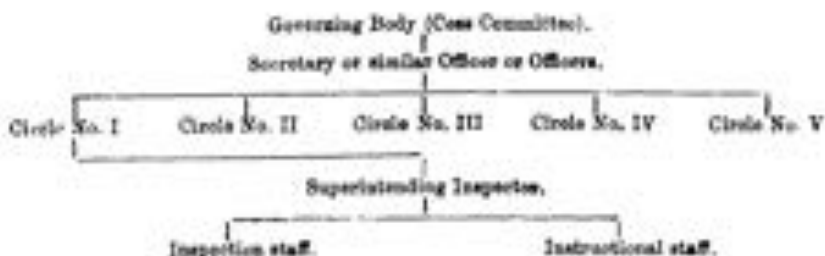 Governing Body (Cess Committee).
Secretary or similar Officer or Officers.
Circle No. I Circle No. II Circle No. III Circle No. IV Circle No. V
Superintending Inspector.
Inspection staff. Instructional staff.